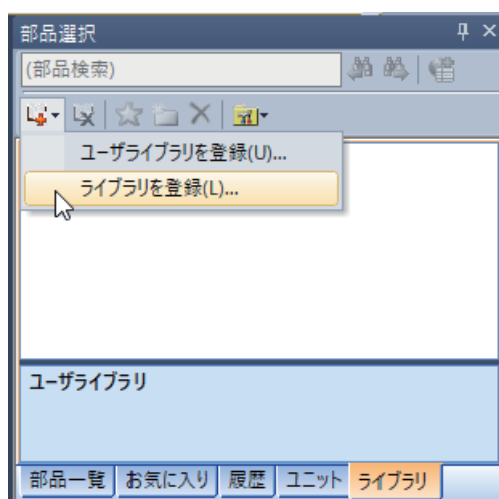 部品選択
(部品検索)
ユーザライブラリを登録(U)...
ライブラリを登録(L)...
ユーザライブラリ
部品一覧 お気に入り 履歴 ユニット ライブラリ